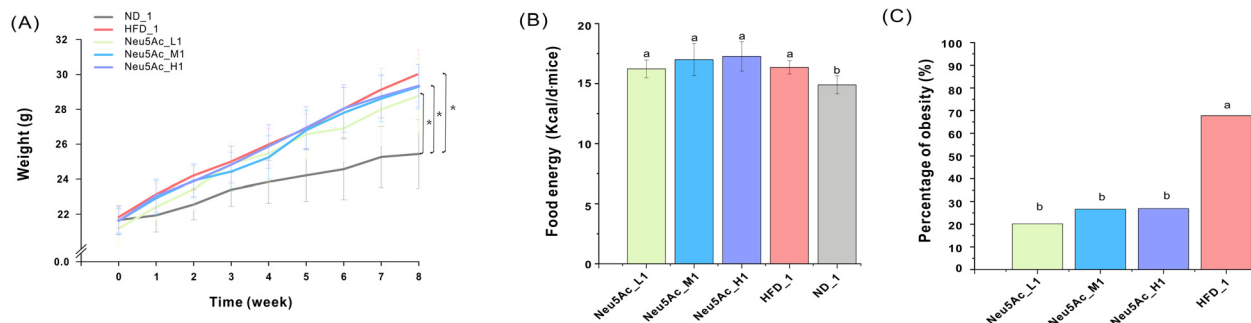 (A)
ND_1
HFD_1
Neu5Ac_L1
Neu5Ac_M1
Neu5Ac_H1
Weight (g)
32
30
28
26
24
22
0.0
0 1 2 3 4 5 6 7 8
Time (week)
* * *
(B)
Food energy (Kcal/d·mice)
20
15
10
5
0
a a a a b
Neu5Ac_L1 Neu5Ac_M1 Neu5Ac_H1 HFD_1 ND_1
(C)
Percentage of obesity (%)
100
90
80
70
60
50
40
30
20
10
0
b b b a
Neu5Ac_L1 Neu5Ac_M1 Neu5Ac_H1 HFD_1